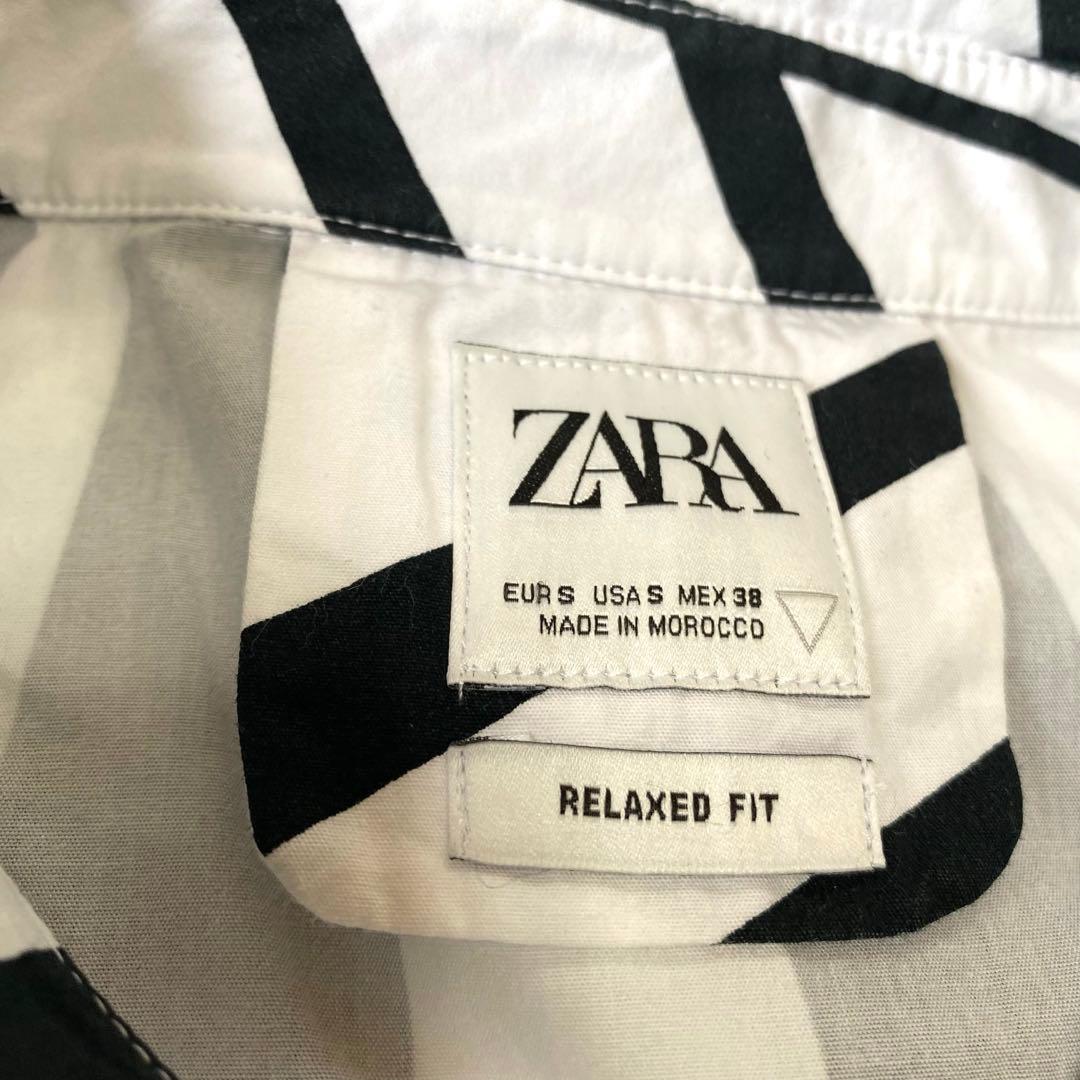 ZARA
EUR S USA S MEX 38
MADE IN MOROCCO
RELAXED FIT